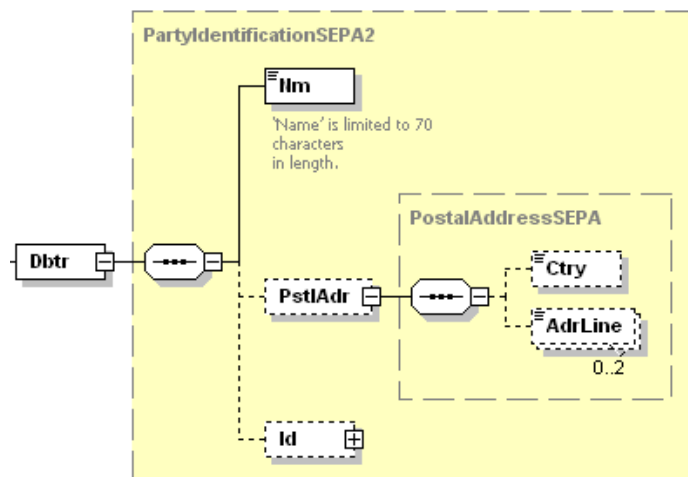 PartyIdentificationSEPA2
Nm
'Name' is limited to 70
characters
in length.
PostalAddressSEPA
Dbtr
Ctry
PstlAdr
AdrLine
0..2
Id